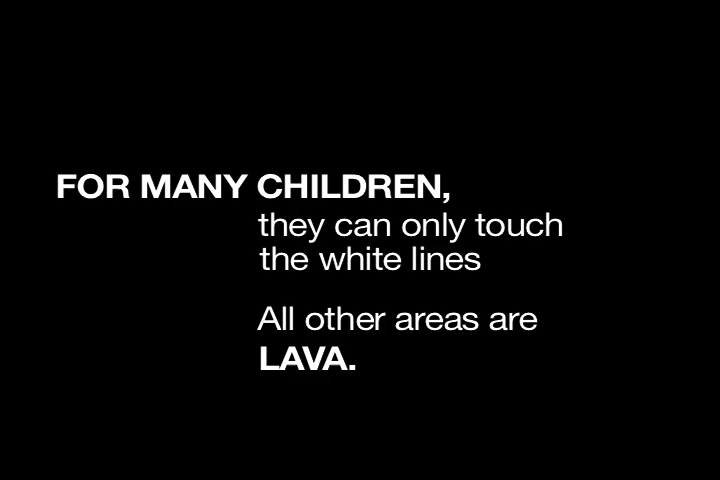 FOR MANY CHILDREN,
they can only touch
the white lines
All other areas are
LAVA.